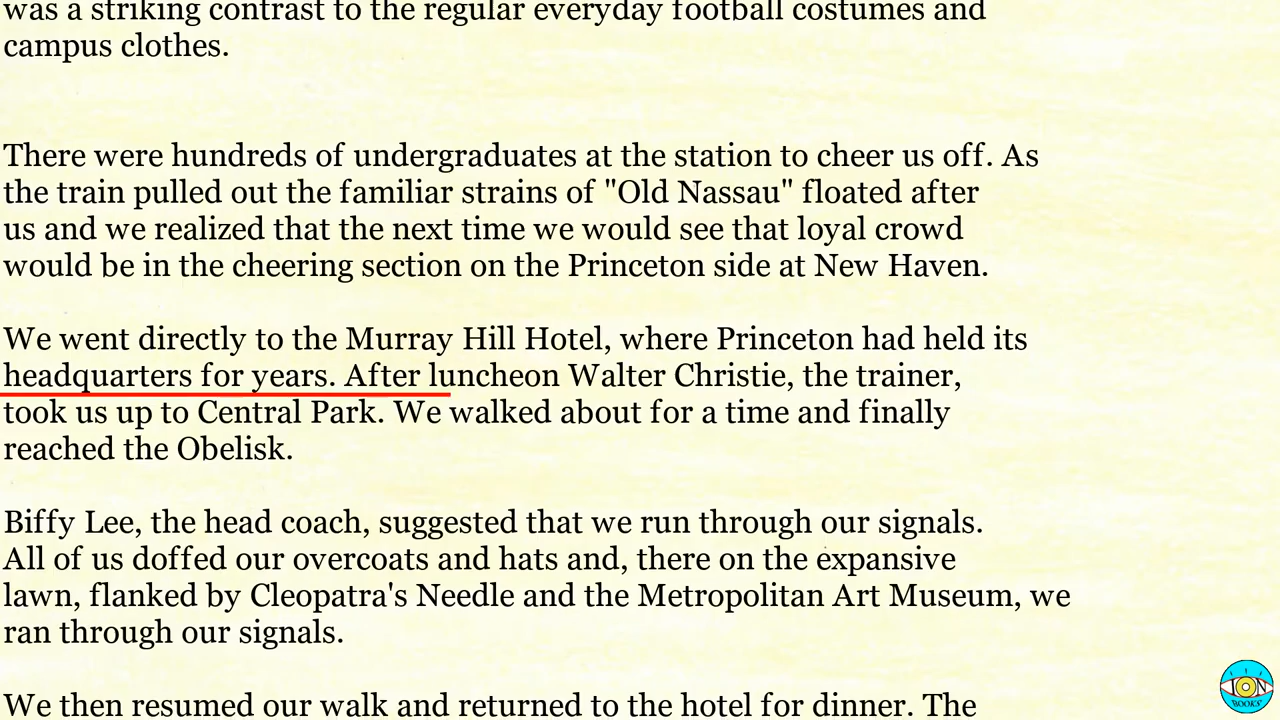 was a striking contrast to the regular everyday football costumes and
campus clothes.
There were hundreds of undergraduates at the station to cheer us off. As
the train pulled out the familiar strains of "Old Nassau" floated after
us and we realized that the next time we would see that loyal crowd
would be in the cheering section on the Princeton side at New Haven.
We went directly to the Murray Hill Hotel, where Princeton had held its
headquarters for years. After luncheon Walter Christie, the trainer,
took us up to Central Park. We walked about for a time and finally
reached the Obelisk.
Biffy Lee, the head coach, suggested that we run through our signals.
All of us doffed our overcoats and hats and, there on the expansive
lawn, flanked by Cleopatra's Needle and the Metropolitan Art Museum, we
ran through our signals.
We then resumed our walk and returned to the hotel for dinner. The
ION
BOOKS